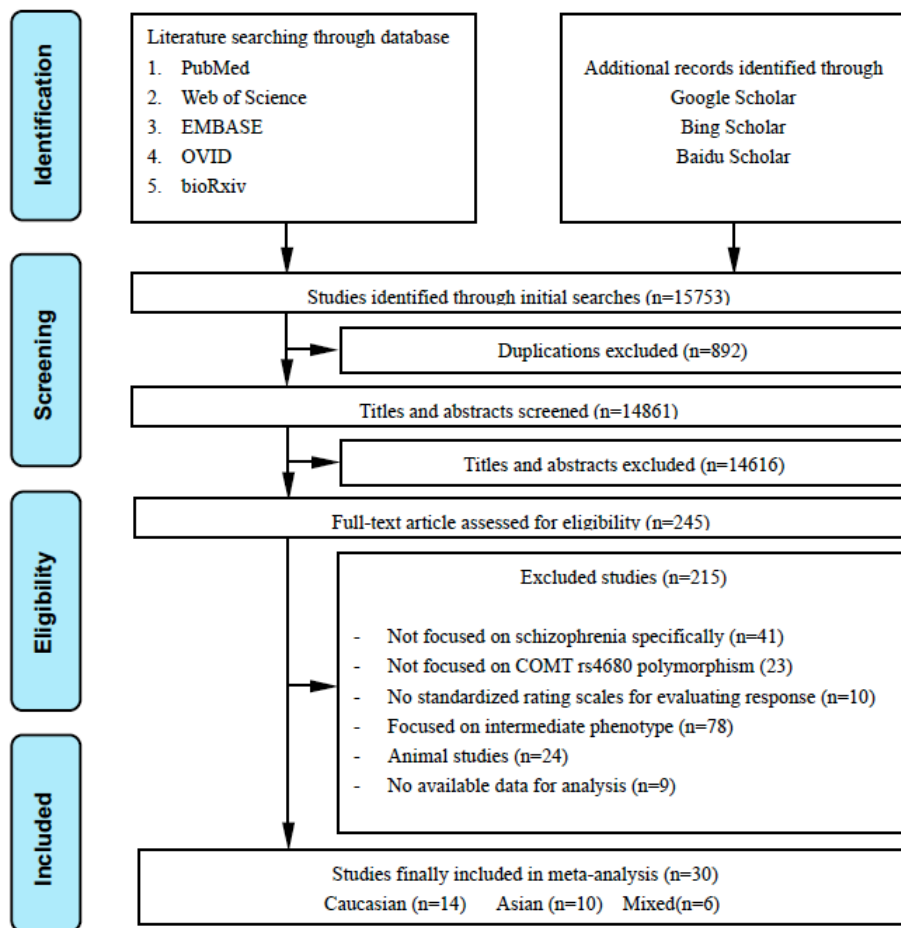 Identification
Literature searching through database
1. PubMed
2. Web of Science
3. EMBASE
4. OVID
5. bioRxiv
Additional records identified through
Google Scholar
Bing Scholar
Baidu Scholar
Screening
Studies identified through initial searches (n=15753)
Duplications excluded (n=892)
Titles and abstracts screened (n=14861)
Titles and abstracts excluded (n=14616)
Eligibility
Full-text article assessed for eligibility (n=245)
Excluded studies (n=215)
- Not focused on schizophrenia specifically (n=41)
- Not focused on COMT rs4680 polymorphism (23)
- No standardized rating scales for evaluating response (n=10)
- Focused on intermediate phenotype (n=78)
- Animal studies (n=24)
- No available data for analysis (n=9)
Included
Studies finally included in meta-analysis (n=30)
Caucasian (n=14) Asian (n=10) Mixed(n=6)